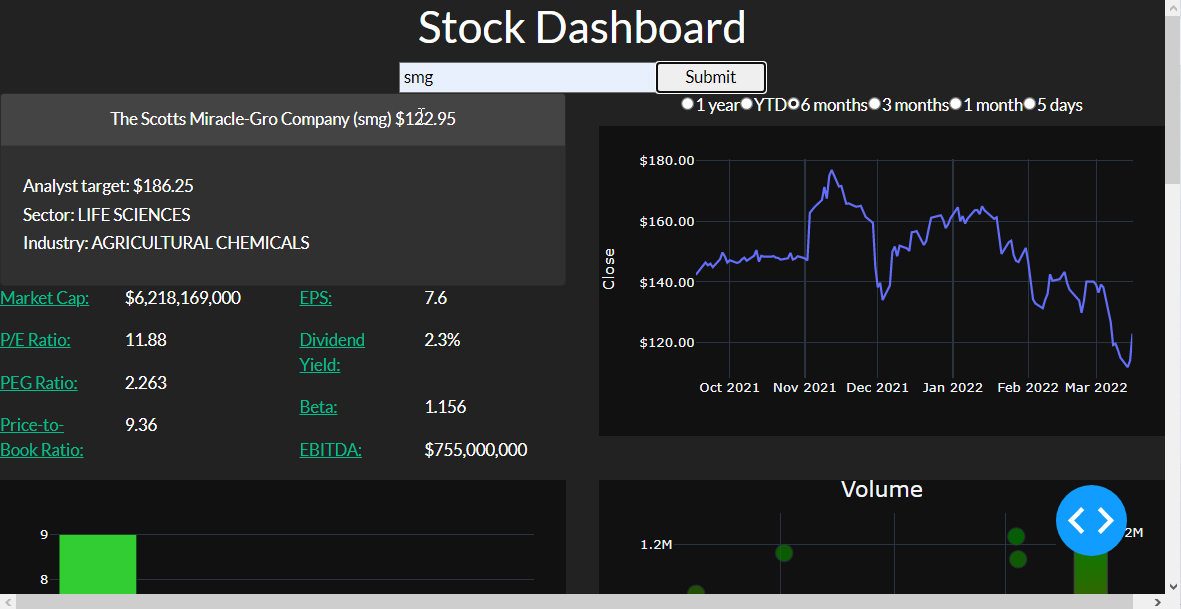 Stock Dashboard
smg
Submit
1 year YTD 6 months 3 months 1 month 5 days
The Scotts Miracle-Gro Company (smg) $122.95
Analyst target: $186.25
Sector: LIFE SCIENCES
Industry: AGRICULTURAL CHEMICALS
Market Cap: $6,218,169,000
EPS: 7.6
P/E Ratio: 11.88
Dividend
Yield:
2.3%
PEG Ratio: 2.263
Beta: 1.156
Price-to-
Book Ratio:
9.36
EBITDA: $755,000,000
Close
$180.00
$160.00
$140.00
$120.00
Oct 2021 Nov 2021 Dec 2021 Jan 2022 Feb 2022 Mar 2022
9
8
Volume
1.2M
2M